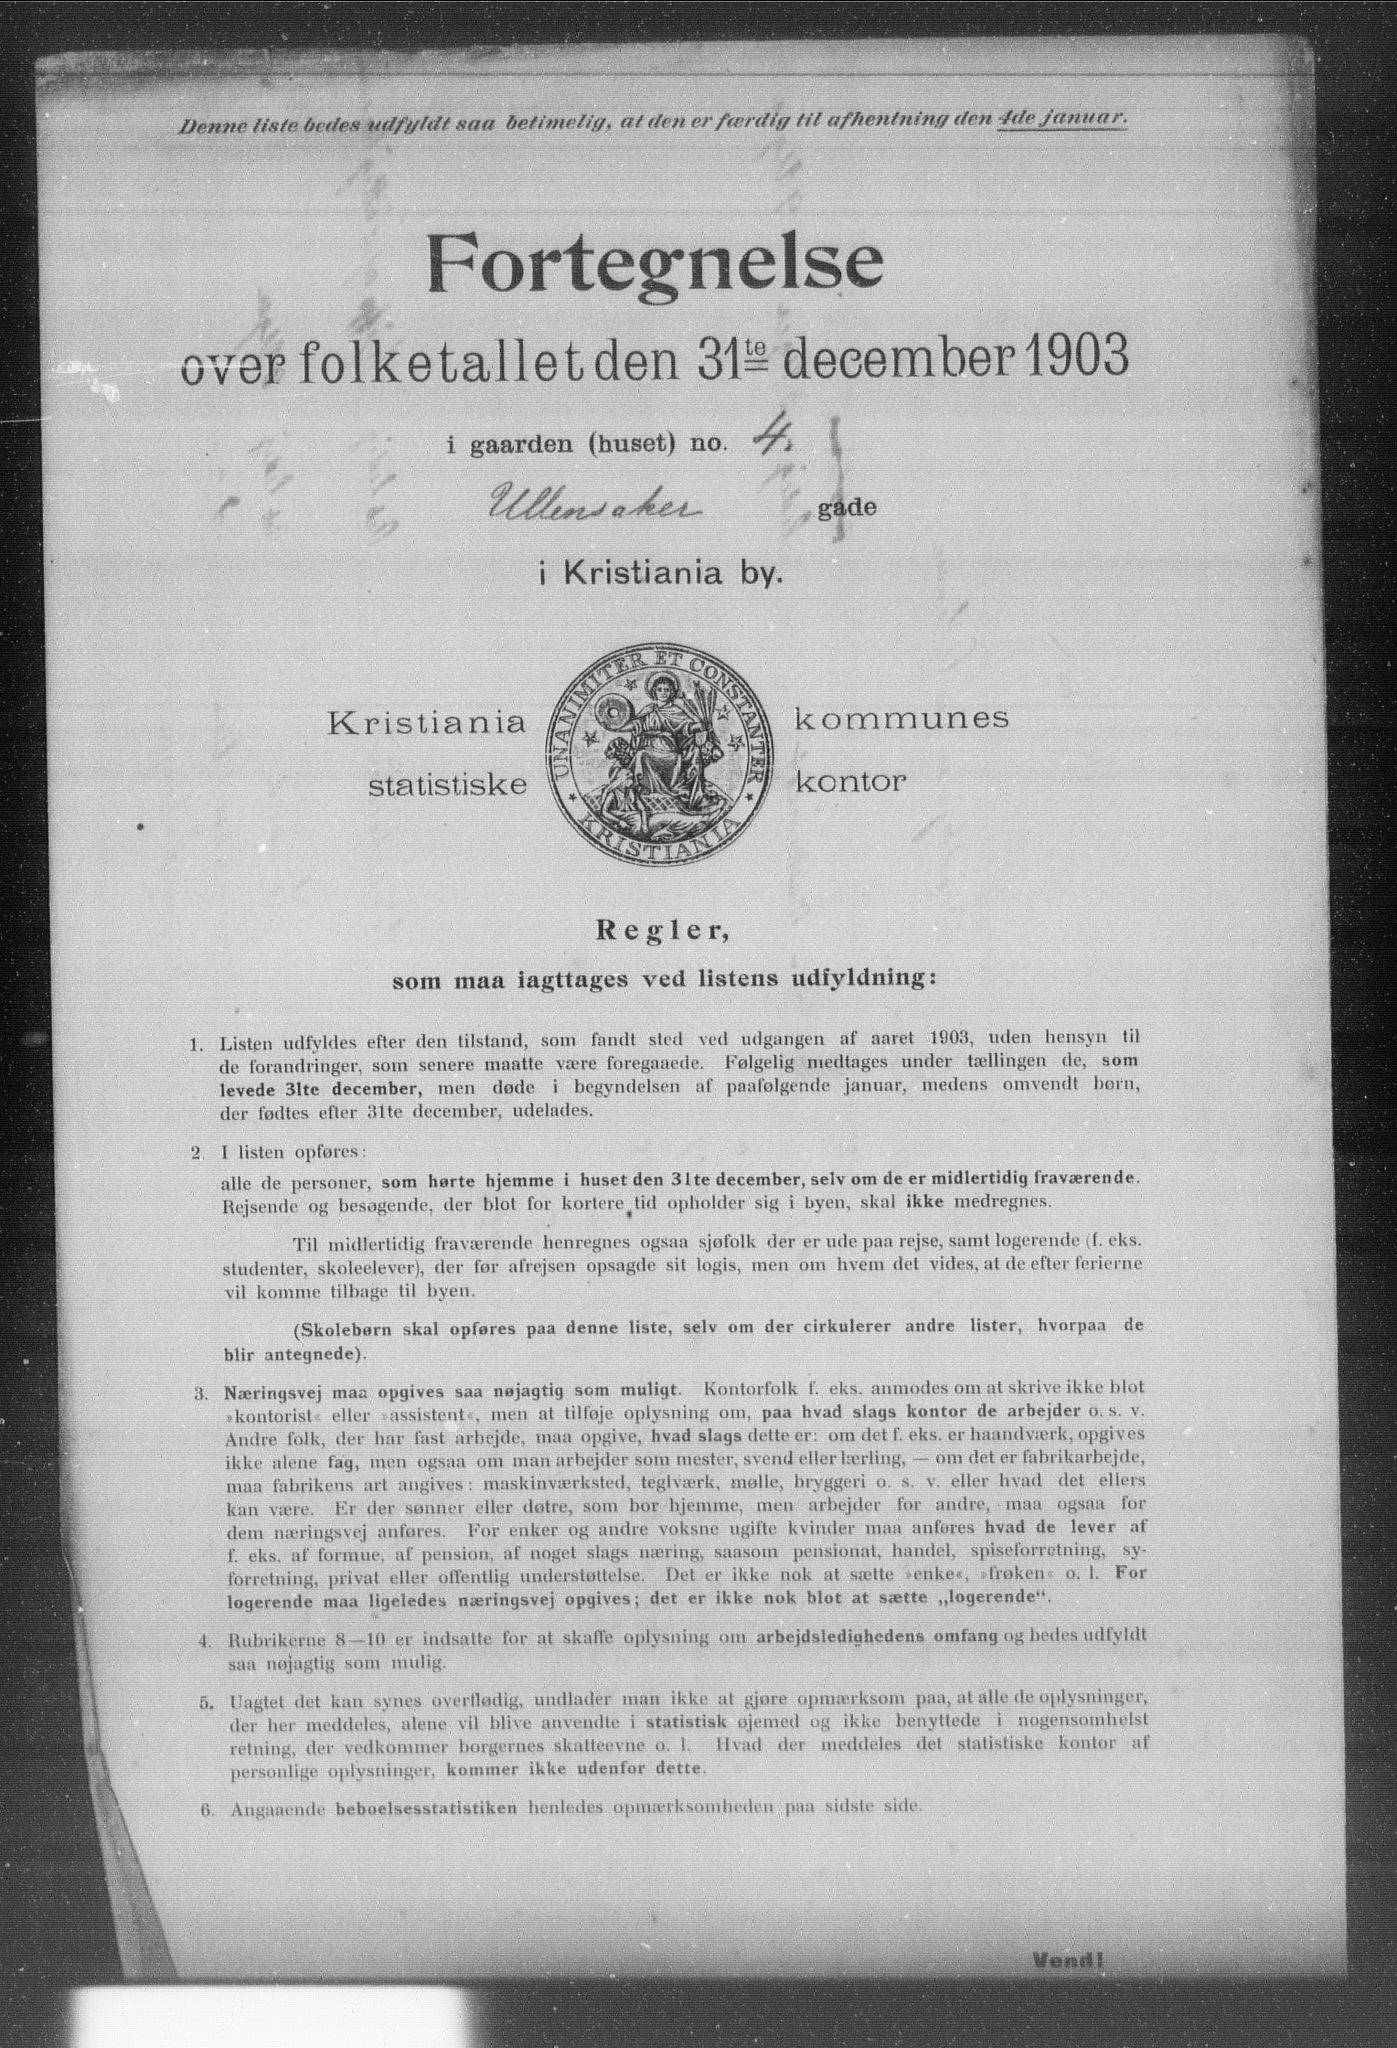 Denne liste bedes udfyldt saa betimelig, at den er færdig til afhentning den 4de januar.
Fortegnelse
over folketallet den 31te december 1903
i gaarden (huset) no. 4.
Ullensaker gade
i Kristiania by.
UNANIMITER ET CONSTANTER
Kristiania kommunes
statistiske kontor
* KRISTIANIA *
Regler,
som maa iagttages ved listens udfyldning:
1. Listen udfyldes efter den tilstand, som fandt sted ved udgangen af aaret 1903, uden hensyn til
de forandringer, som senere maatte være foregaaede. Følgelig medtages under tællingen de, som
levede 31te december, men døde i begyndelsen af paafølgende januar, medens omvendt børn,
der fødtes efter 31te december, udelades.
2. I listen opføres:
alle de personer, som hørte hjemme i huset den 31te december, selv om de er midlertidig fraværende.
Rejsende og besøgende, der blot for kortere tid opholder sig i byen, skal ikke medregnes.
Til midlertidig fraværende henregnes ogsaa sjøfolk der er ude paa rejse, samt logerende (f. eks.
studenter, skoleelever), der før afrejsen opsagde sit logis, men om hvem det vides, at de efter ferierne
vil komme tilbage til byen.
(Skolebørn skal opføres paa denne liste, selv om der cirkulerer andre lister, hvorpaa de
blir antegnede).
3. Næringsvej maa opgives saa nøjagtig som muligt. Kontorfolk f. eks. anmodes om at skrive ikke blot
»kontorist« eller »assistent«, men at tilføje oplysning om, paa hvad slags kontor de arbejder o. s. v.
Andre folk, der har fast arbejde, maa opgive, hvad slags dette er: om det f. eks. er haandværk, opgives
ikke alene fag, men ogsaa om man arbejder som mester, svend eller lærling, — om det er fabrikarbejde,
maa fabrikens art angives: maskinværksted, teglværk, mølle, bryggeri o. s. v. eller hvad det ellers
kan være. Er der sønner eller døtre, som bor hjemme, men arbejder for andre, maa ogsaa for
dem næringsvej anføres. For enker og andre voksne ugifte kvinder maa anføres hvad de lever af
f. eks. af formue, af pension, af noget slags næring, saasom pensionat, handel, spiseforretning, sy-
forretning, privat eller offentlig understøttelse. Det er ikke nok at sætte »enke«, »frøken« o. l. For
logerende maa ligeledes næringsvej opgives; det er ikke nok blot at sætte „logerende“.
4. Rubrikerne 8—10 er indsatte for at skaffe oplysning om arbejdsledighedens omfang og bedes udfyldt
saa nøjagtig som mulig.
5. Uagtet det kan synes overflødig, undlader man ikke at gjøre opmærksom paa, at alle de oplysninger,
der her meddeles, alene vil blive anvendte i statistisk øjemed og ikke benyttede i nogensomhelst
retning, der vedkommer borgernes skatteevne o. l. Hvad der meddeles det statistiske kontor af
personlige oplysninger, kommer ikke udenfor dette.
6. Angaaende beboelsesstatistiken henledes opmærksomheden paa sidste side.
Vend!